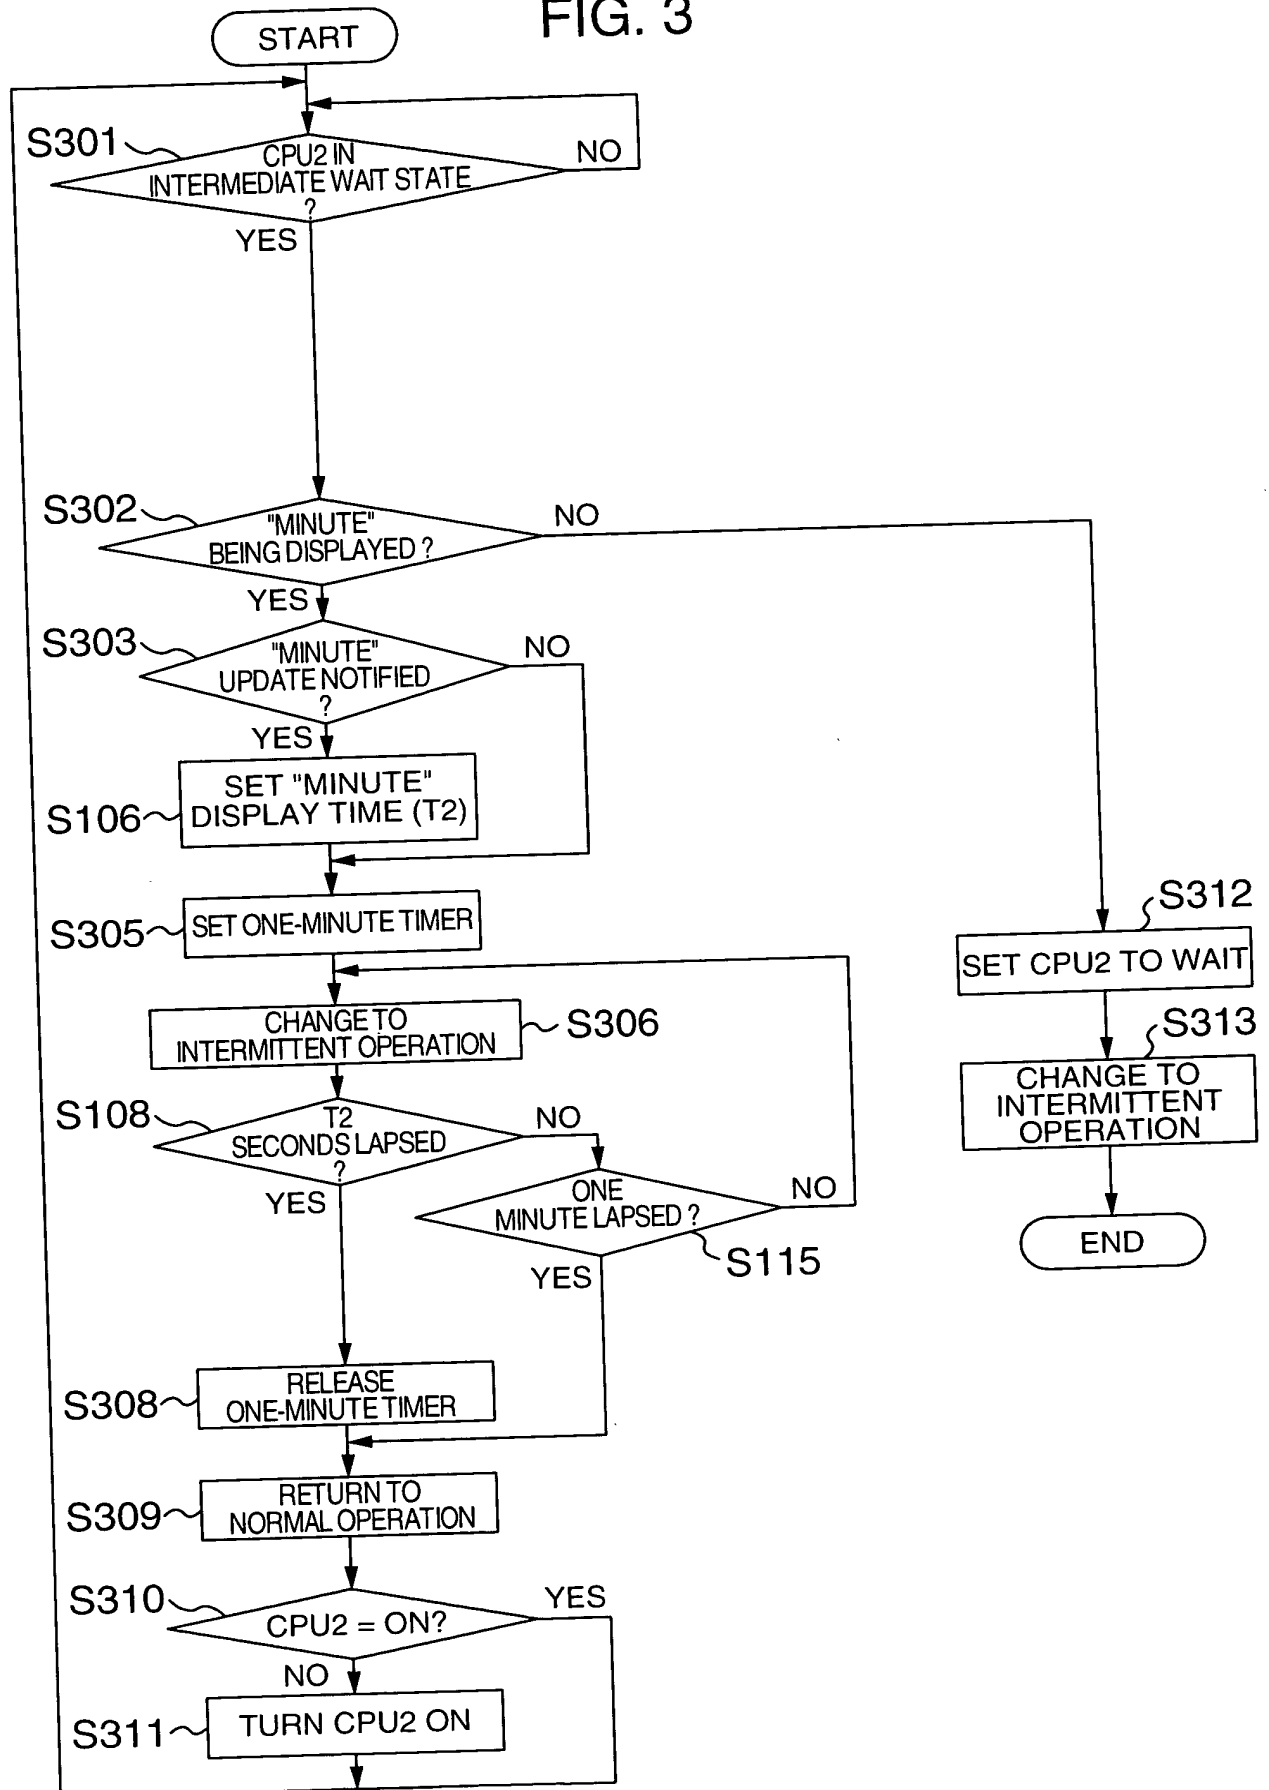 FIG. 3
START
S301
CPU2 IN
INTERMEDIATE WAIT STATE
?
NO
YES
S302
"MINUTE"
BEING DISPLAYED ?
NO
YES
S303
"MINUTE"
UPDATE NOTIFIED
?
NO
YES
S106
SET "MINUTE"
DISPLAY TIME (T2)
S305
SET ONE-MINUTE TIMER
S312
SET CPU2 TO WAIT
CHANGE TO
INTERMITTENT OPERATION
S306
S313
CHANGE TO
INTERMITTENT
OPERATION
S108
T2
SECONDS LAPSED
?
NO
YES
ONE
MINUTE LAPSED ?
NO
S115
YES
END
S308
RELEASE
ONE-MINUTE TIMER
S309
RETURN TO
NORMAL OPERATION
S310
CPU2 = ON?
YES
NO
S311
TURN CPU2 ON